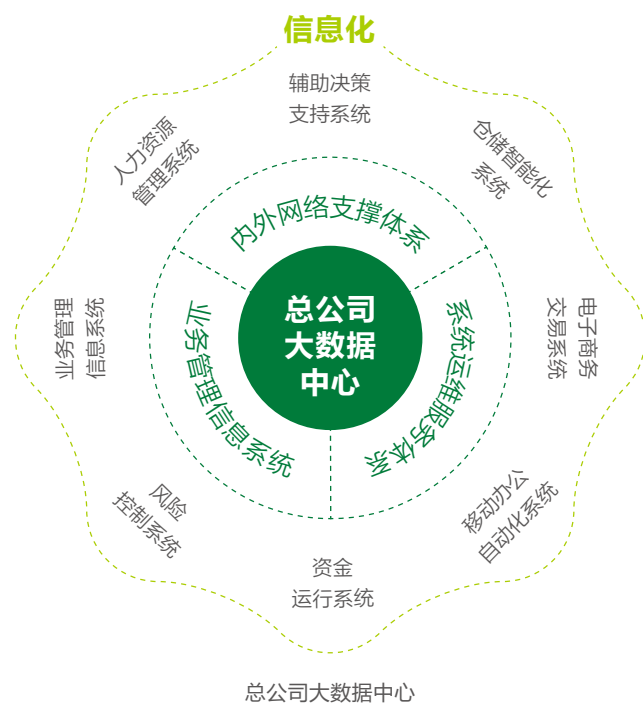 信息化
辅助决策
支持系统
仓储智能化
系统
电子商务
交易系统
移动办公
自动化系统
资金
运行系统
风险
控制系统
业务管理
信息系统
人力资源
管理系统
内外网络支撑体系
系统运维服务体系
业务管理信息系统
总公司
大数据
中心
总公司大数据中心